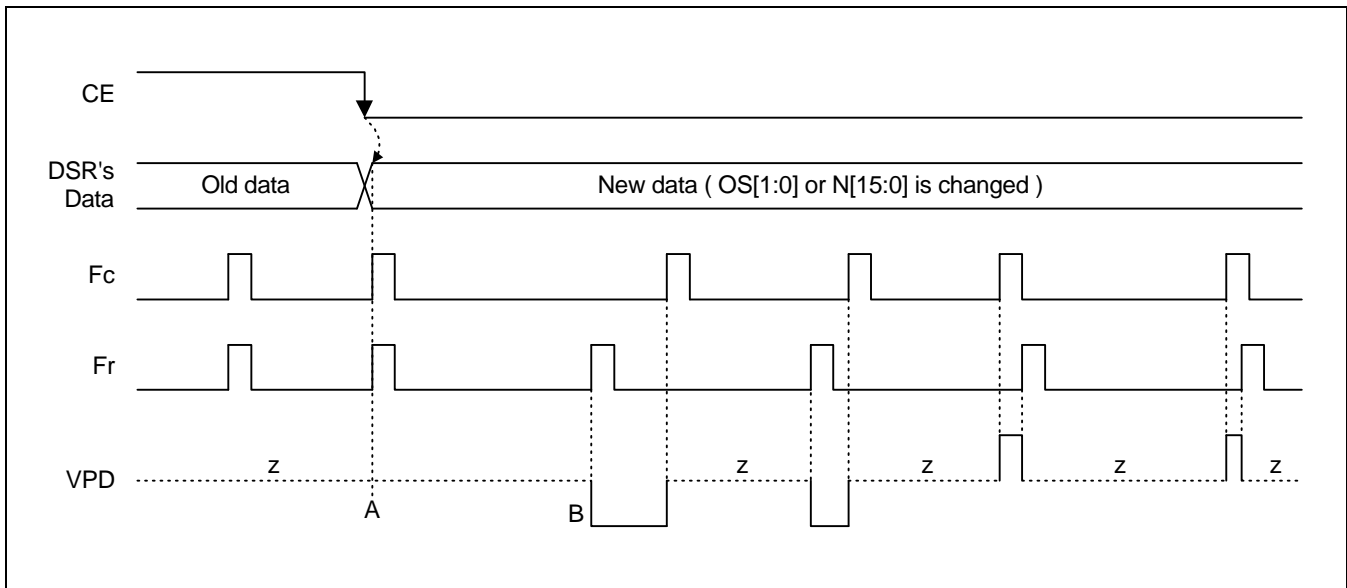 CE
DSR's
Data
Old data
New data ( OS[1:0] or N[15:0] is changed )
Fc
Fr
VPD
z
z
z
z
z
A
B